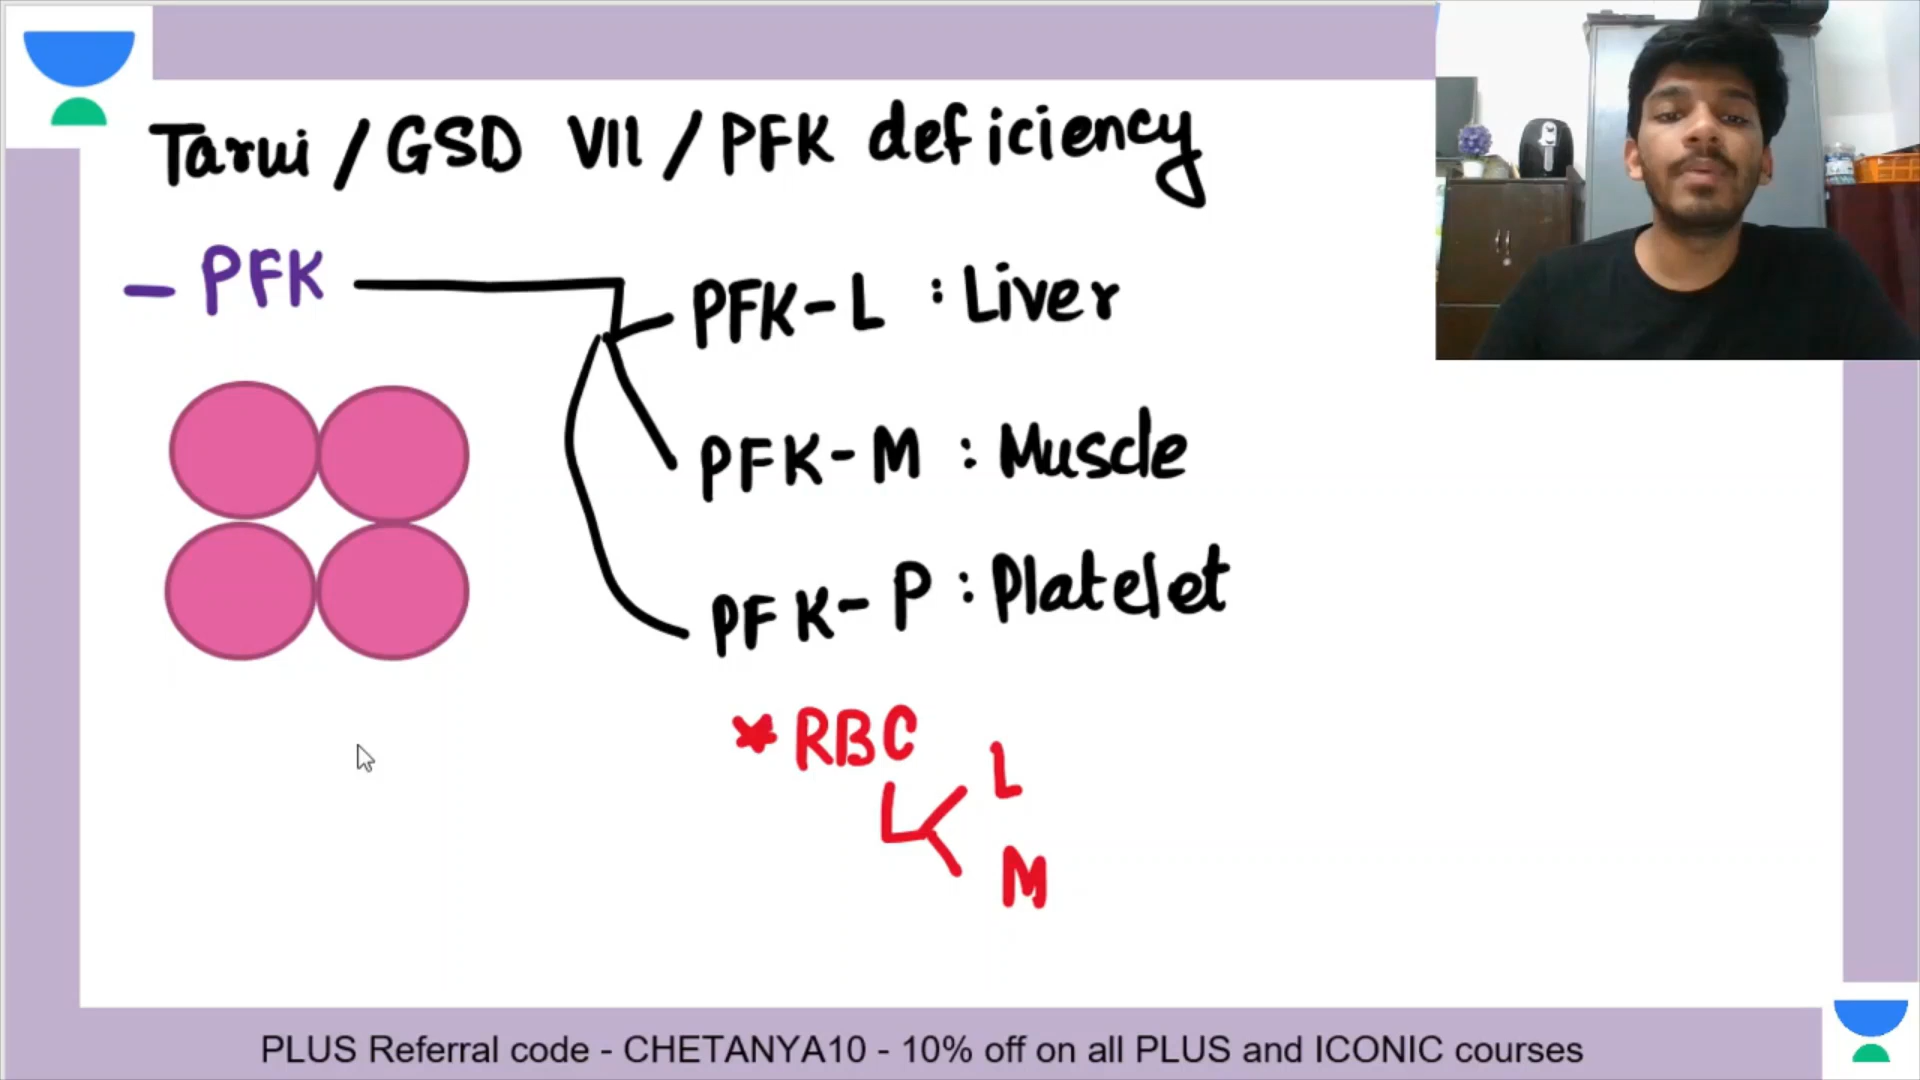 Tarui / GSD VII / PFK deficiency
- PFK
PFK-L : Liver
PFK-M : Muscle
PFK-P : Platelet
* RBC
L
M
PLUS Referral code - CHETANYA10 - 10% off on all PLUS and ICONIC courses